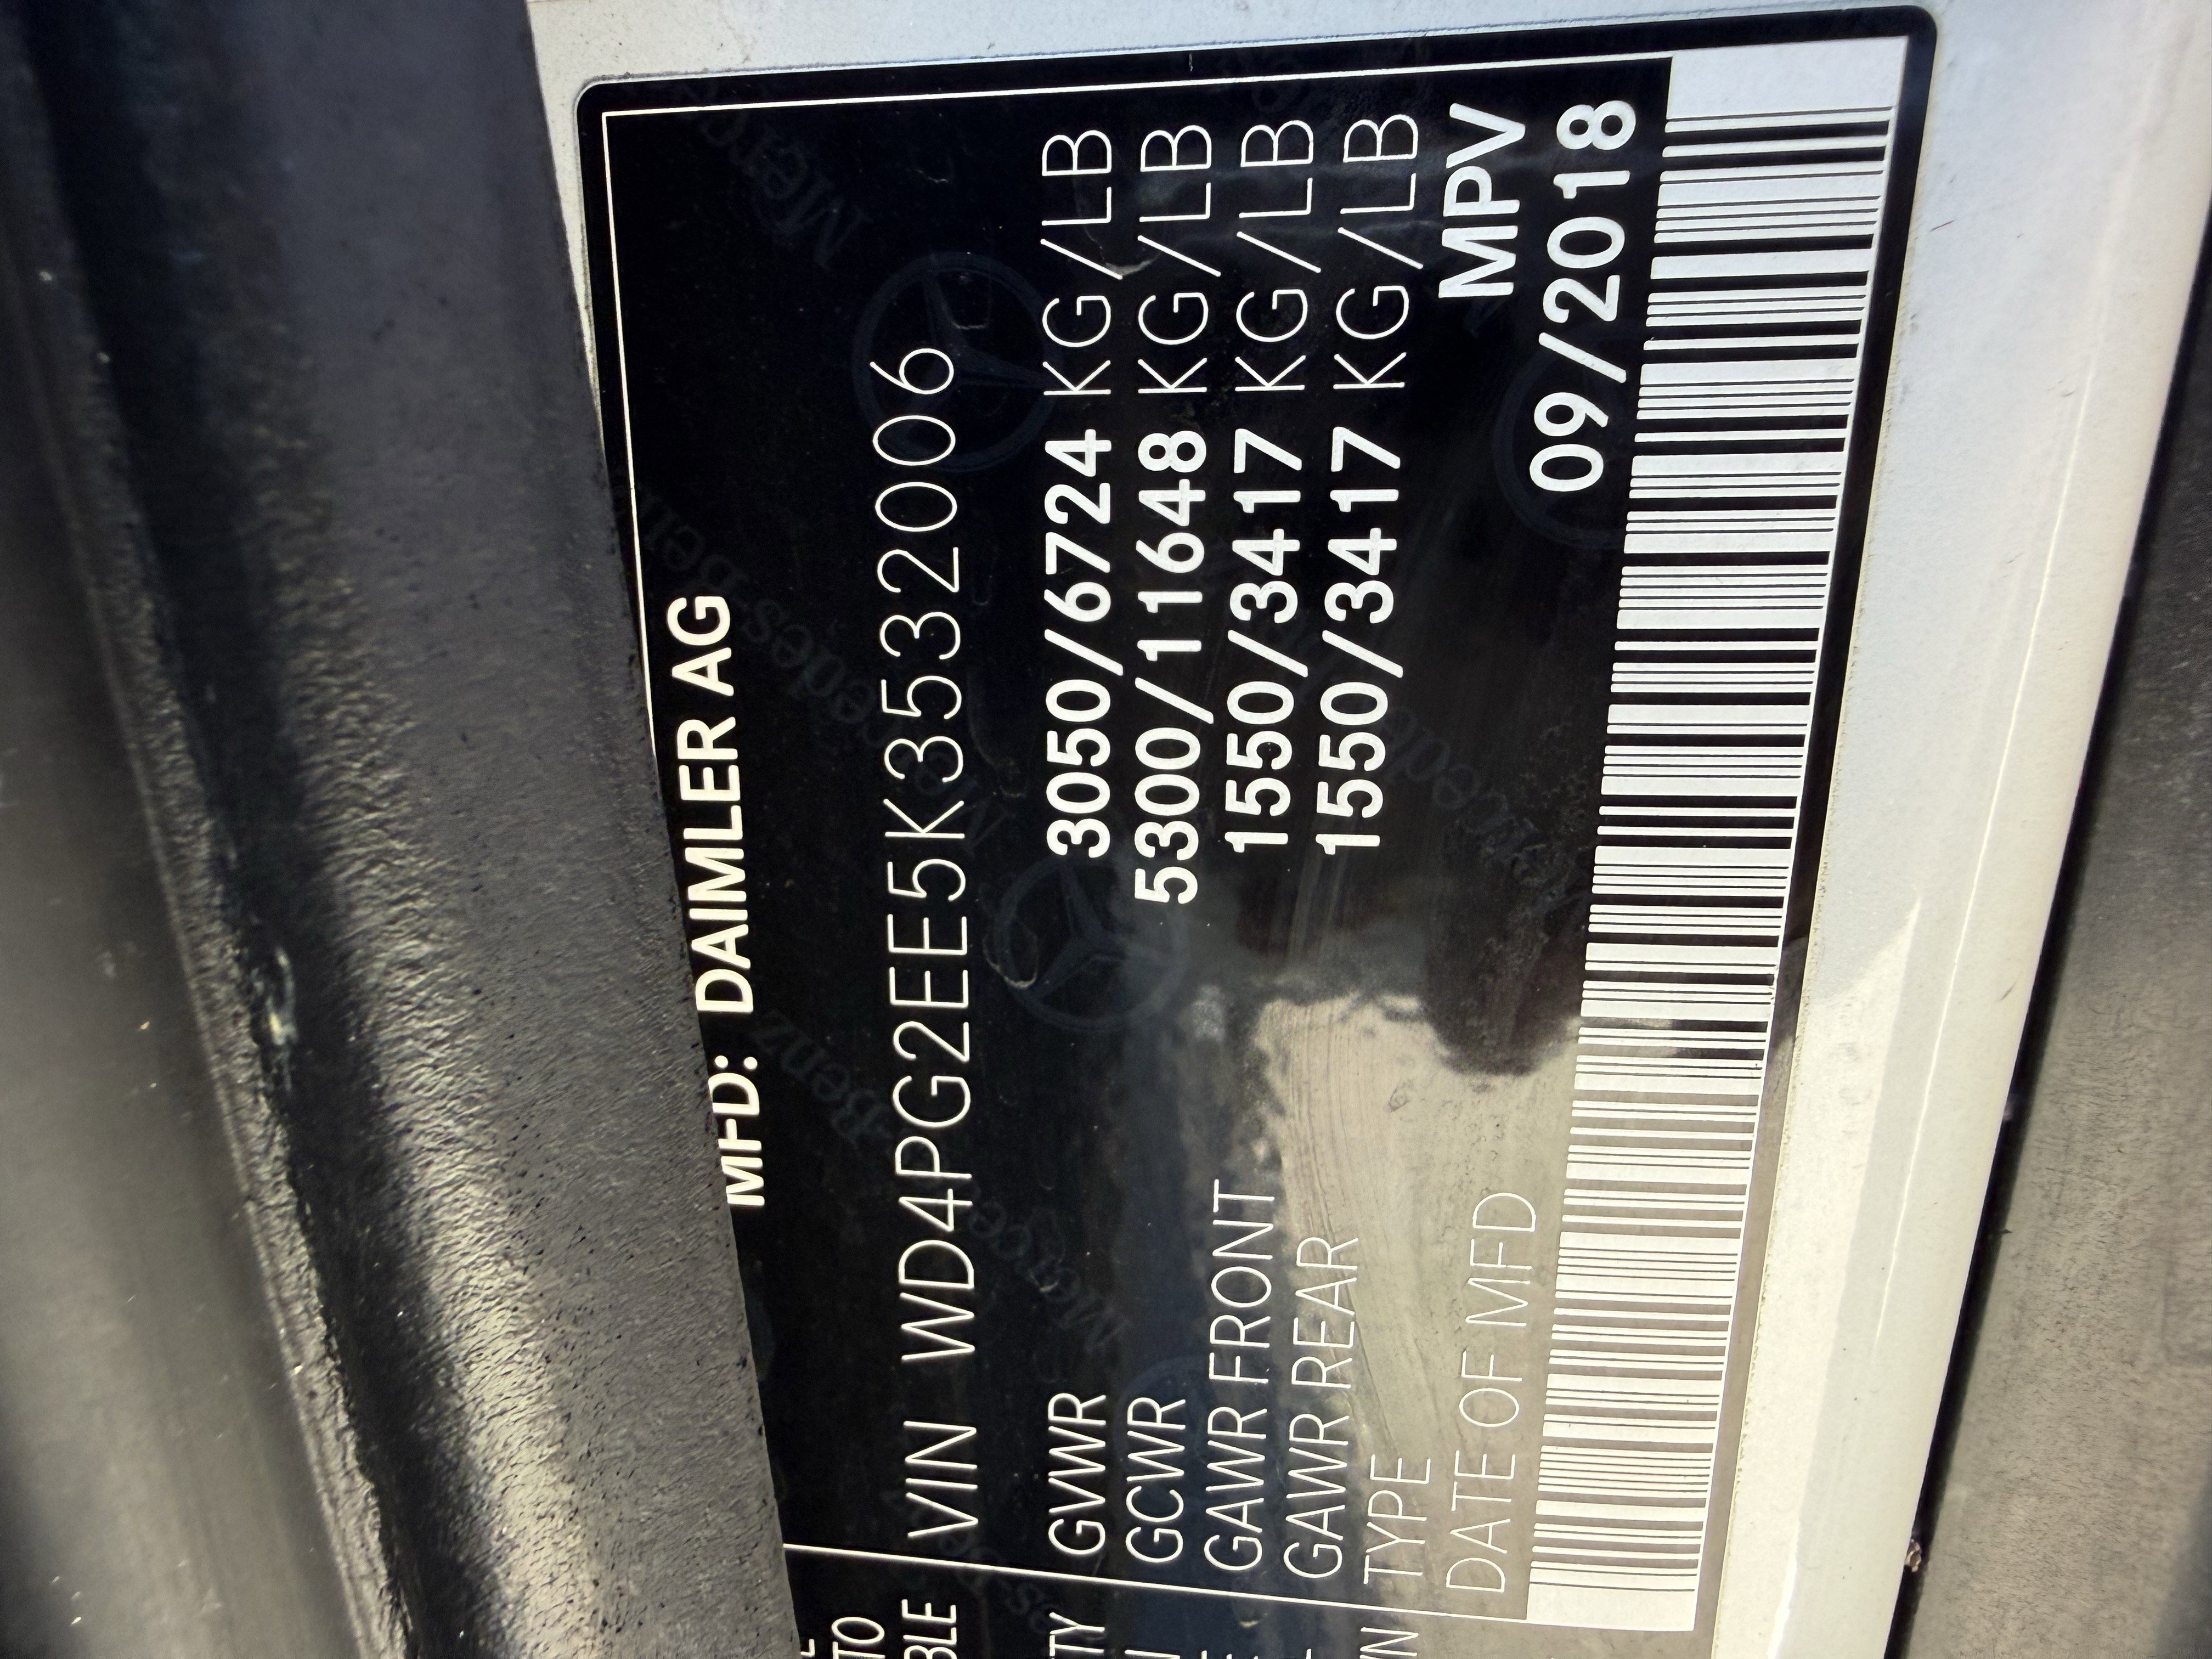 MFD: DAIMLER AG
VIN WD4PG2EE5K3532006
GVWR 3050/6724 KG/LB
GCWR 5300/11648 KG/LB
GAWR FRONT 1550/3417 KG/LB
GAWR REAR 1550/3417 KG/LB
TYPE MPV
DATE OF MFD 09/2018